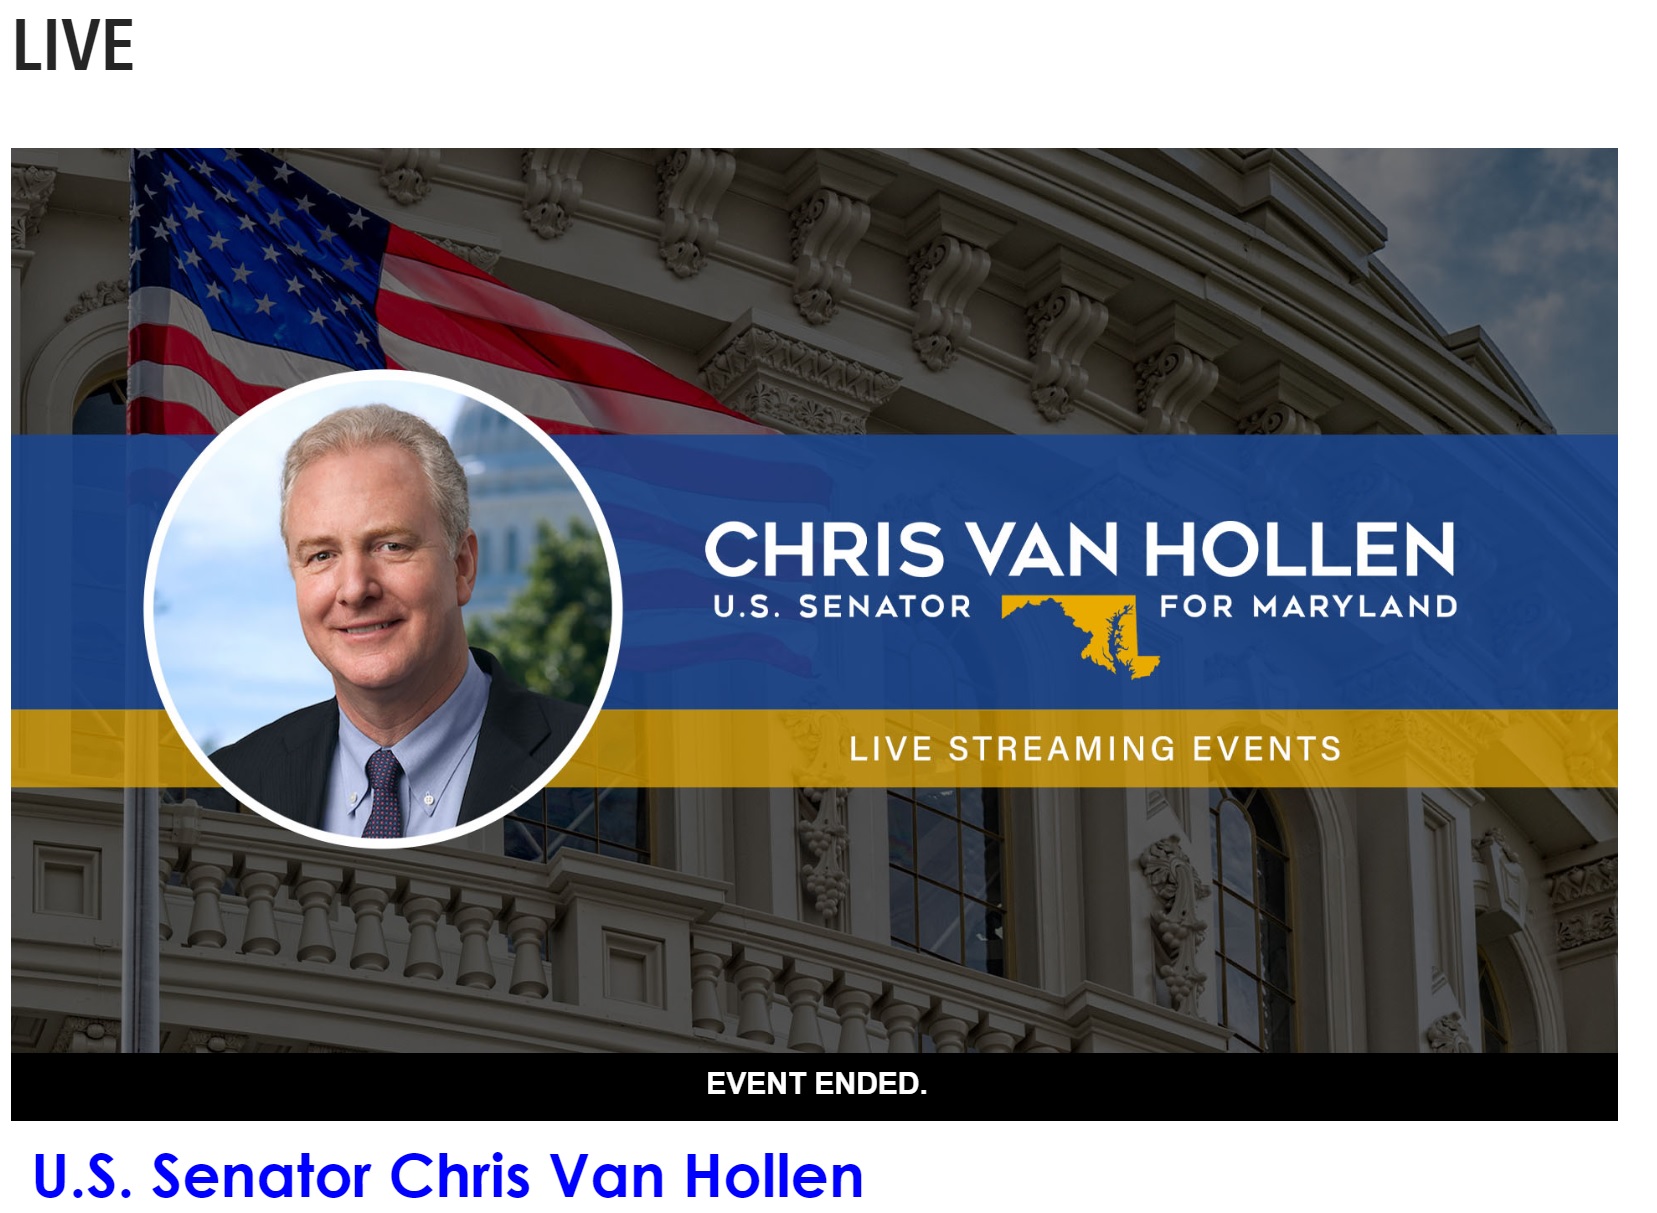 LIVE
CHRIS VAN HOLLEN
U.S. SENATOR FOR MARYLAND
LIVE STREAMING EVENTS
EVENT ENDED.
U.S. Senator Chris Van Hollen